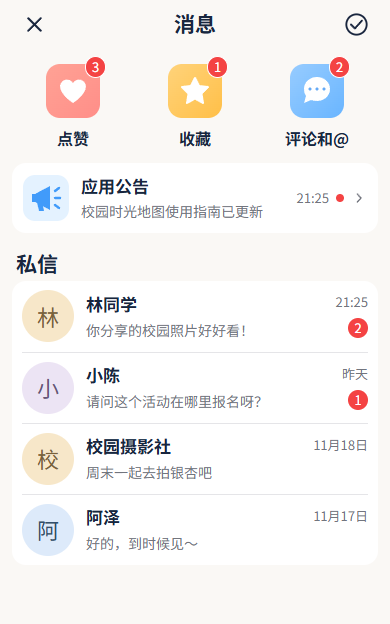 消息
3
1
2
点赞
收藏
评论和@
应用公告
校园时光地图使用指南已更新
21:25
私信
林
林同学
21:25
你分享的校园照片好好看！
2
小
小陈
昨天
请问这个活动在哪里报名呀？
1
校
校园摄影社
11月18日
周末一起去拍银杏吧
阿
阿泽
11月17日
好的，到时候见～